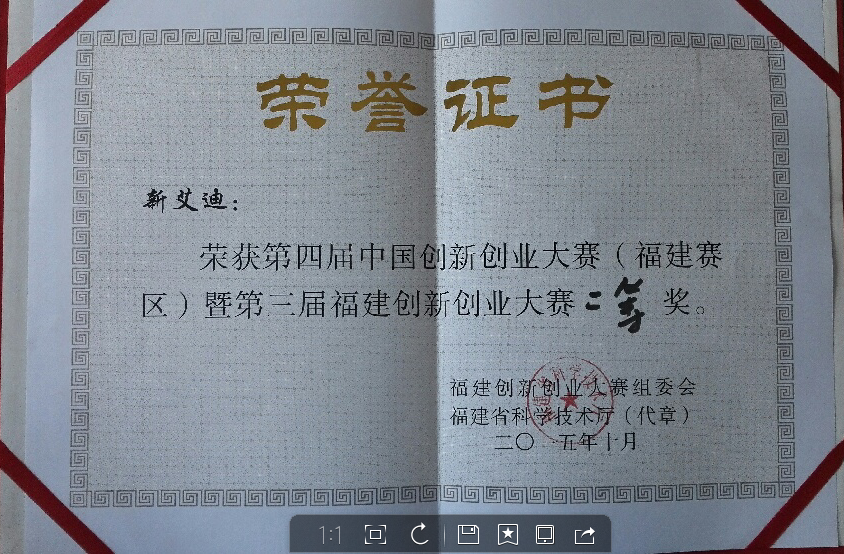 荣誉证书
新艾迪：
荣获第四届中国创新创业大赛（福建赛
区）暨第三届福建创新创业大赛二等奖。
福建创新创业大赛组委会
福建省科学技术厅（代章）
二〇一五年十月
1:1